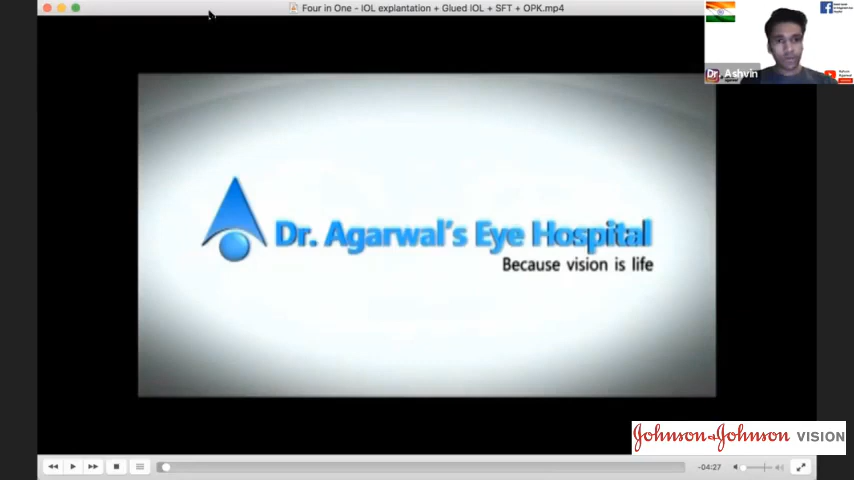 Four in One - IOL explantation + Glued IOL + SFT + OPK.mp4
Dr. Ashvin
Dr. Agarwal's Eye Hospital
Because vision is life
Johnson & Johnson VISION
-04:27